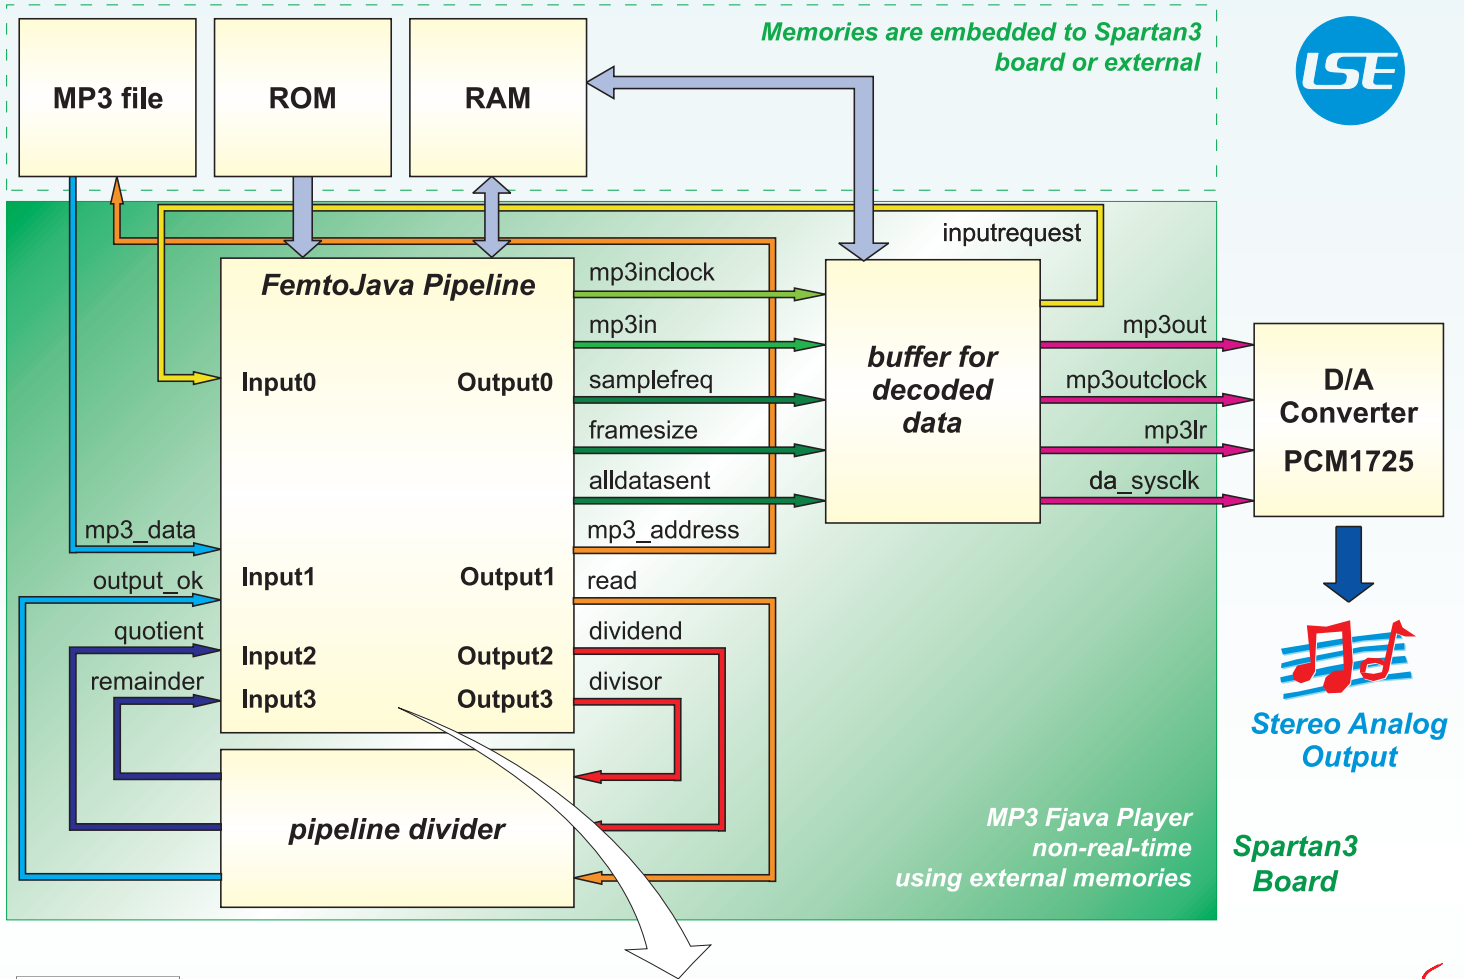 Memories are embedded to Spartan3
board or external
LSE
MP3 file
ROM
RAM
inputrequest
FemtoJava Pipeline
mp3inclock
mp3in
samplefreq
framesize
alldatasent
mp3_address
read
dividend
divisor
Input0
Output0
Input1
Output1
Input2
Output2
Input3
Output3
mp3_data
output_ok
quotient
remainder
buffer for
decoded
data
mp3out
mp3outclock
mp3lr
da_sysclk
D/A
Converter
PCM1725
Stereo Analog
Output
pipeline divider
MP3 Fjava Player
non-real-time
using external memories
Spartan3
Board